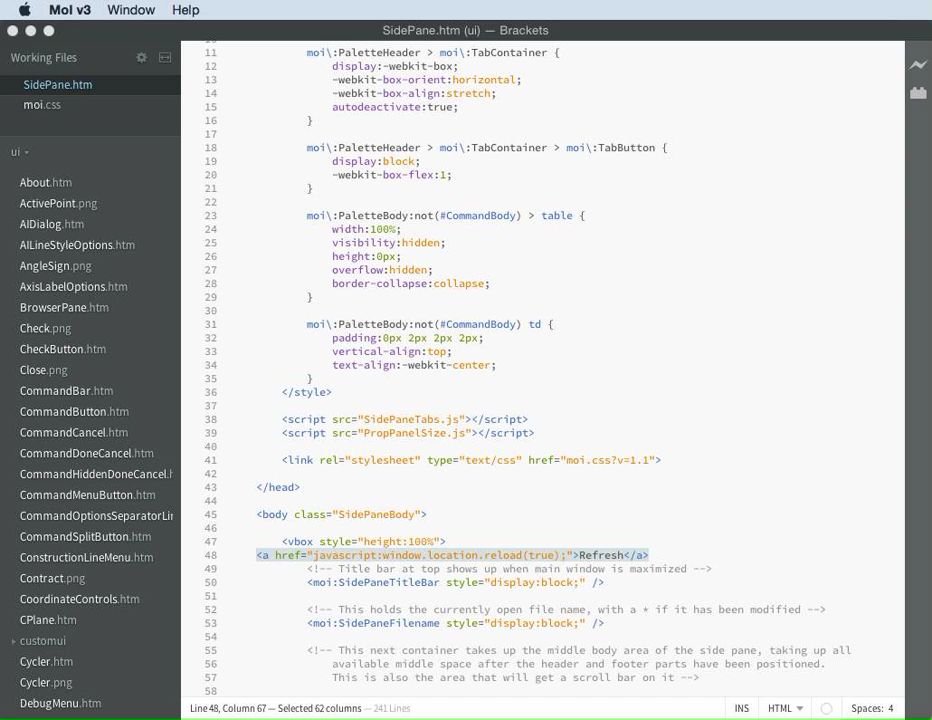 MoI v3 Window Help
SidePane.htm (ui) — Brackets
Working Files
SidePane.htm
moi.css
ui
About.htm
ActivePoint.png
AIDialog.htm
AILineStyleOptions.htm
AngleSign.png
AxisLabelOptions.htm
BrowserPane.htm
Check.png
CheckButton.htm
Close.png
CommandBar.htm
CommandButton.htm
CommandCancel.htm
CommandDoneCancel.htm
CommandHiddenDoneCancel.h
CommandMenuButton.htm
CommandOptionsSeparatorLin
CommandSplitButton.htm
ConstructionLineMenu.htm
Contract.png
CoordinateControls.htm
CPlane.htm
customui
Cycler.htm
Cycler.png
DebugMenu.htm
10
11 moi\:PaletteHeader > moi\:TabContainer {
12 display:-webkit-box;
13 -webkit-box-orient:horizontal;
14 -webkit-box-align:stretch;
15 autodeactivate:true;
16 }
17
18 moi\:PaletteHeader > moi\:TabContainer > moi\:TabButton {
19 display:block;
20 -webkit-box-flex:1;
21 }
22
23 moi\:PaletteBody:not(#CommandBody) > table {
24 width:100%;
25 visibility:hidden;
26 height:0px;
27 overflow:hidden;
28 border-collapse:collapse;
29 }
30
31 moi\:PaletteBody:not(#CommandBody) td {
32 padding:0px 2px 2px 2px;
33 vertical-align:top;
34 text-align:-webkit-center;
35 }
36 </style>
37
38 <script src="SidePaneTabs.js"></script>
39 <script src="PropPanelSize.js"></script>
40
41 <link rel="stylesheet" type="text/css" href="moi.css?v=1.1">
42
43 </head>
44
45 <body class="SidePaneBody">
46
47 <vbox style="height:100%">
48 <a href="javascript:window.location.reload(true);">Refresh</a>
49 <!-- Title bar at top shows up when main window is maximized -->
50 <moi:SidePaneTitleBar style="display:block;" />
51
52 <!-- This holds the currently open file name, with a * if it has been modified -->
53 <moi:SidePaneFilename style="display:block;" />
54
55 <!-- This next container takes up the middle body area of the side pane, taking up all
56 available middle space after the header and footer parts have been positioned.
57 This is also the area that will get a scroll bar on it -->
58
Line 48, Column 67 — Selected 62 columns — 241 Lines INS HTML Spaces: 4